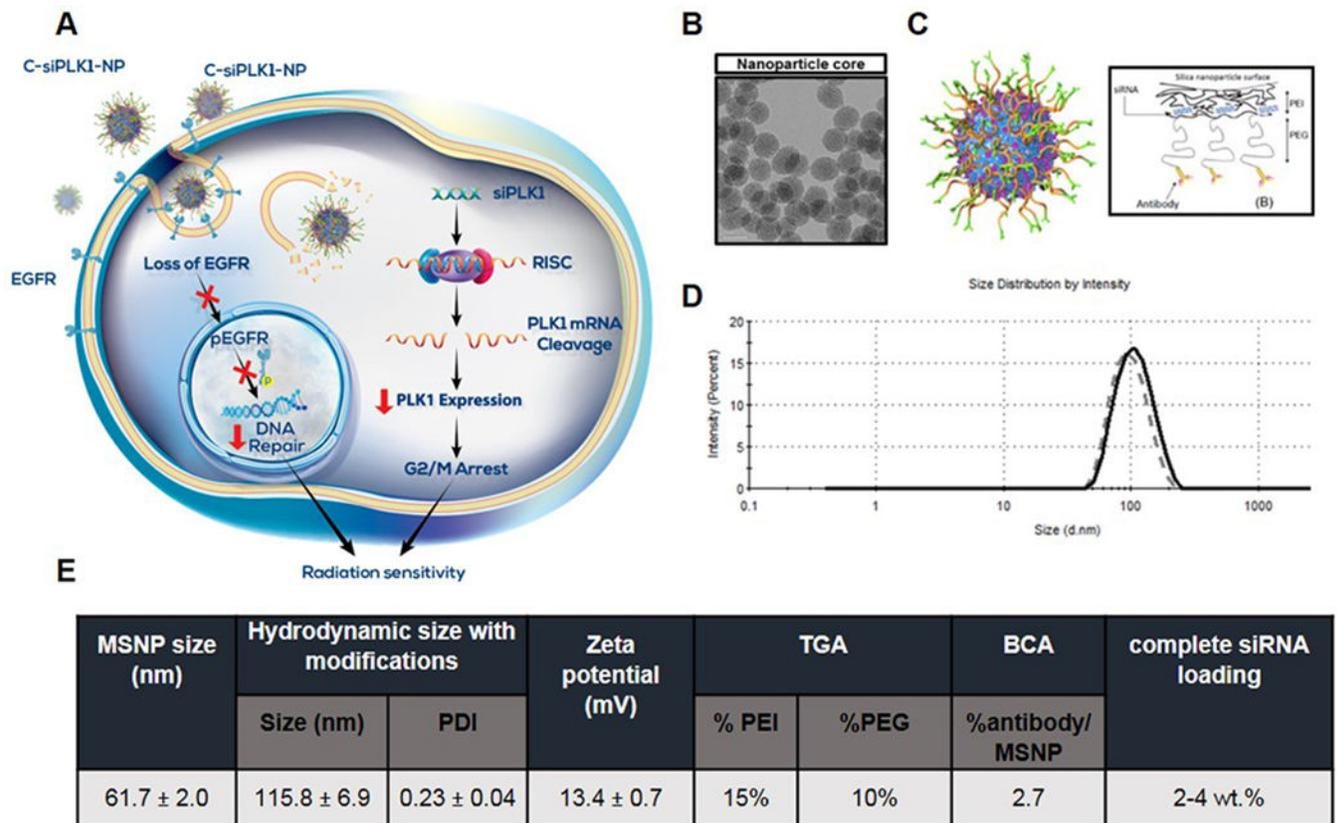 A
C-siPLK1-NP
C-siPLK1-NP
EGFR
Loss of EGFR
pEGFR
P
DNA
Repair
siPLK1
RISC
PLK1 mRNA
Cleavage
PLK1 Expression
G2/M Arrest
Radiation sensitivity
B
Nanoparticle core
C
Silica nanoparticle surface
siRNA
PEI
PEG
Antibody
(B)
D
Size Distribution by Intensity
Intensity (Percent)
20
15
10
5
0
0.1
1
10
100
1000
Size (d.nm)
E
MSNP size
(nm)
Hydrodynamic size with
modifications
Zeta
potential
(mV)
TGA
BCA
complete siRNA
loading
Size (nm)
PDI
% PEI
%PEG
%antibody/
MSNP
61.7 ± 2.0
115.8 ± 6.9
0.23 ± 0.04
13.4 ± 0.7
15%
10%
2.7
2-4 wt.%